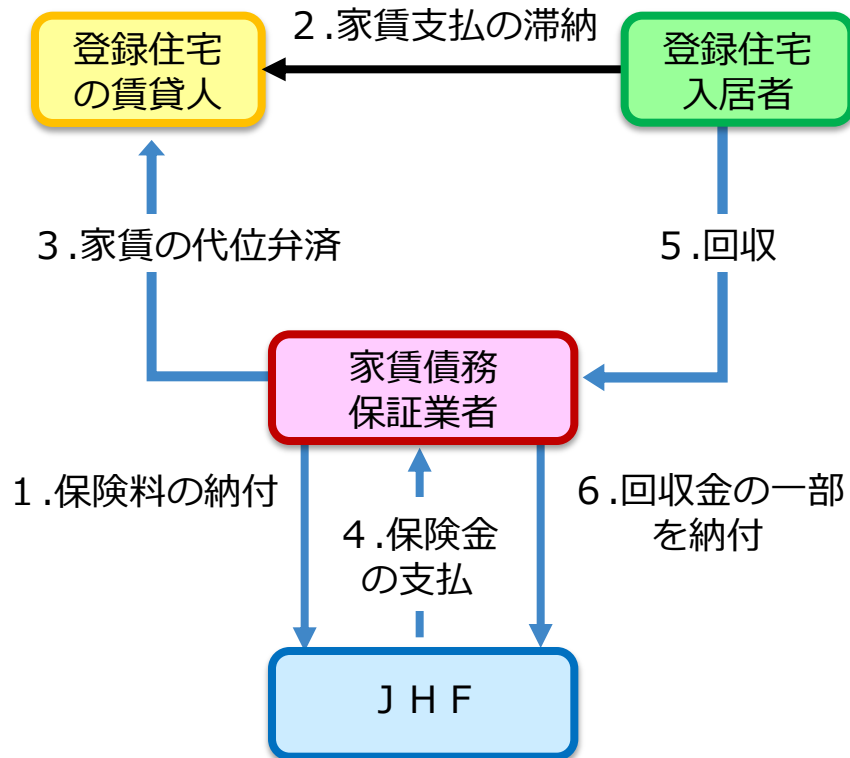 ２.家賃支払の滞納
登録住宅
の賃貸人
登録住宅
入居者
３.家賃の代位弁済
５.回収
家賃債務
保証業者
１.保険料の納付
４.保険金
の支払
６.回収金の一部
を納付
ＪＨＦ